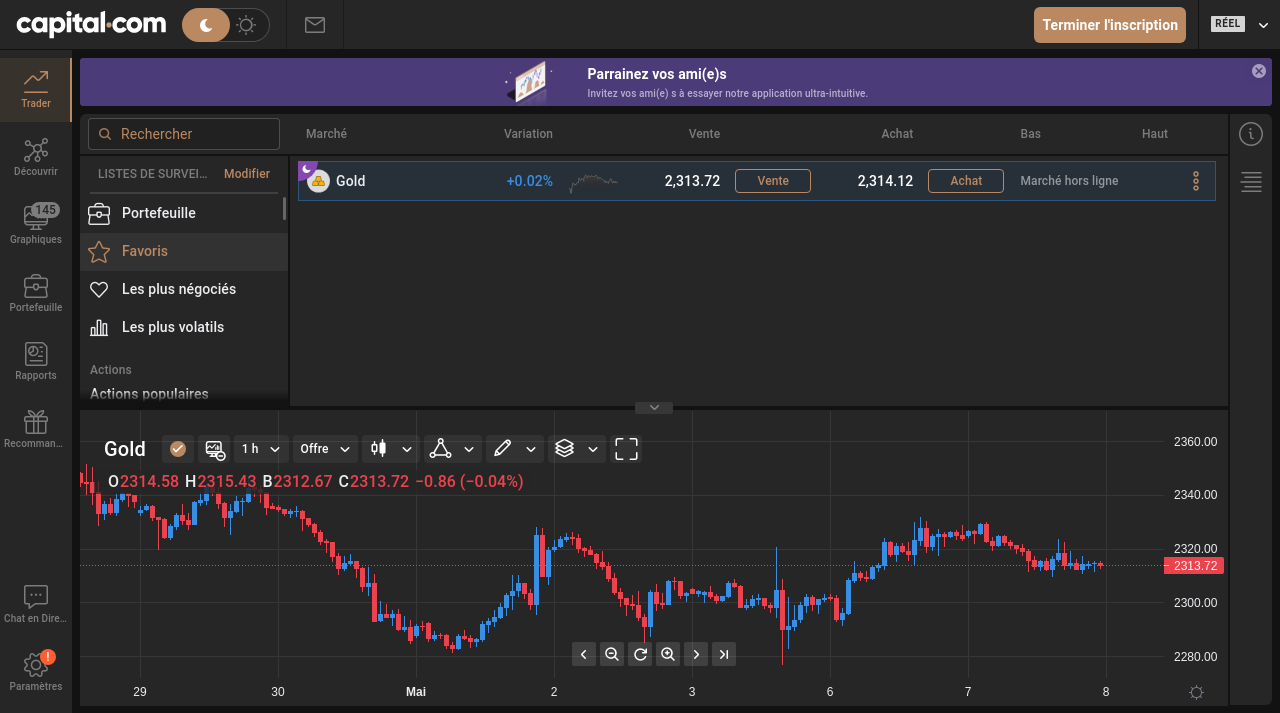 capital.com
Terminer l'inscription
RÉEL
Trader
Découvrir
145
Graphiques
Portefeuille
Rapports
Recomman...
Chat en Dire...
!
Paramètres
Parrainez vos ami(e)s
Invitez vos ami(e) s à essayer notre application ultra-intuitive.
Rechercher
LISTES DE SURVEI... Modifier
Portefeuille
Favoris
Les plus négociés
Les plus volatils
Actions
Actions populaires
Marché Variation Vente Achat Bas Haut
Gold +0.02% 2,313.72 Vente 2,314.12 Achat Marché hors ligne
Gold 1 h Offre
O2314.58 H2315.43 B2312.67 C2313.72 −0.86 (−0.04%)
2360.00
2340.00
2320.00
2313.72
2300.00
2280.00
29 30 Mai 2 3 6 7 8